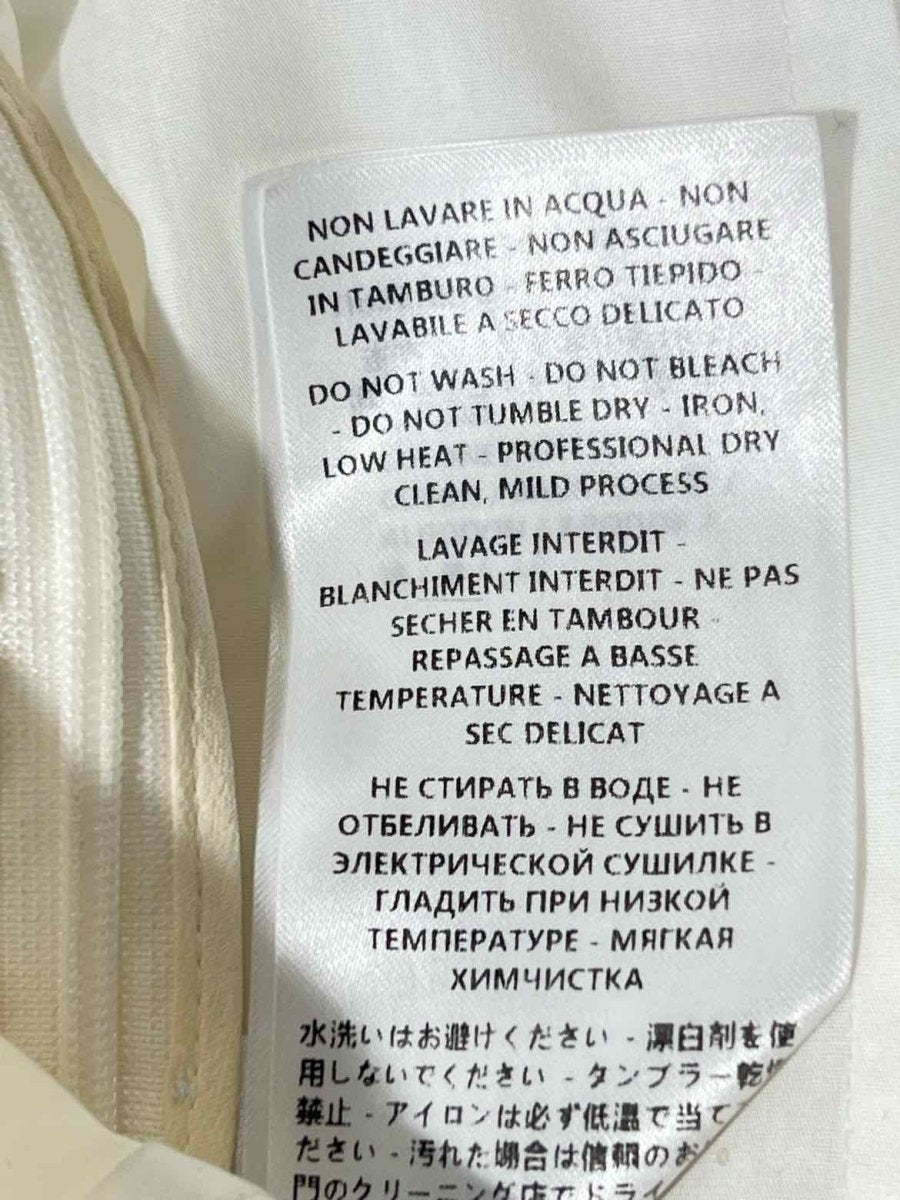 NON LAVARE IN ACQUA - NON
CANDEGGIARE - NON ASCIUGARE
IN TAMBURO - FERRO TIEPIDO -
LAVABILE A SECCO DELICATO
DO NOT WASH - DO NOT BLEACH
- DO NOT TUMBLE DRY - IRON,
LOW HEAT - PROFESSIONAL DRY
CLEAN, MILD PROCESS
LAVAGE INTERDIT -
BLANCHIMENT INTERDIT - NE PAS
SECHER EN TAMBOUR -
REPASSAGE A BASSE
TEMPERATURE - NETTOYAGE A
SEC DELICAT
НЕ СТИРАТЬ В ВОДЕ - НЕ
ОТБЕЛИВАТЬ - НЕ СУШИТЬ В
ЭЛЕКТРИЧЕСКОЙ СУШИЛКЕ -
ГЛАДИТЬ ПРИ НИЗКОЙ
ТЕМПЕРАТУРЕ - МЯГКАЯ
ХИМЧИСТКА
水洗いはお避けください - 漂白剤を使
用しないでください - タンブラー乾燥
禁止 - アイロンは必ず低温で当て
ださい - 汚れた場合は信頼のお
門のクリーニング店でドライ